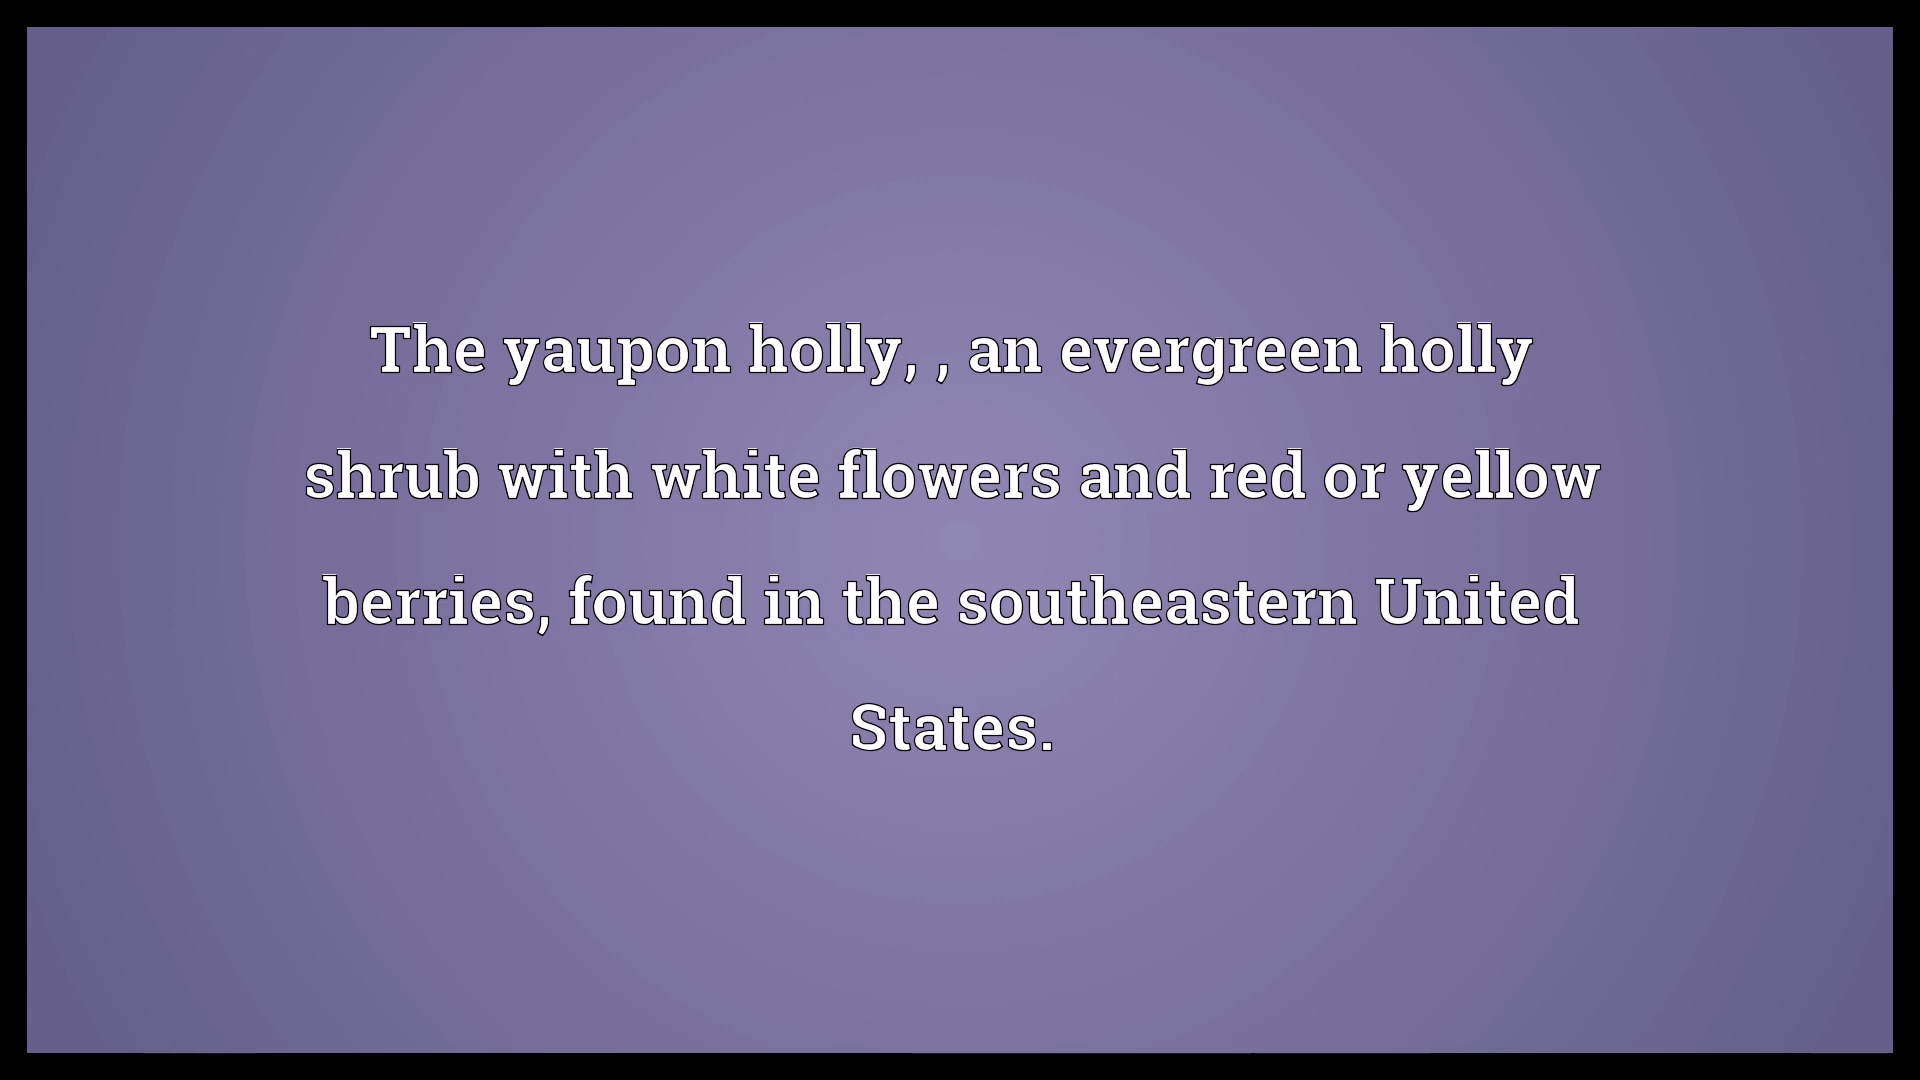 The yaupon holly, , an evergreen holly
shrub with white flowers and red or yellow
berries, found in the southeastern United
States.